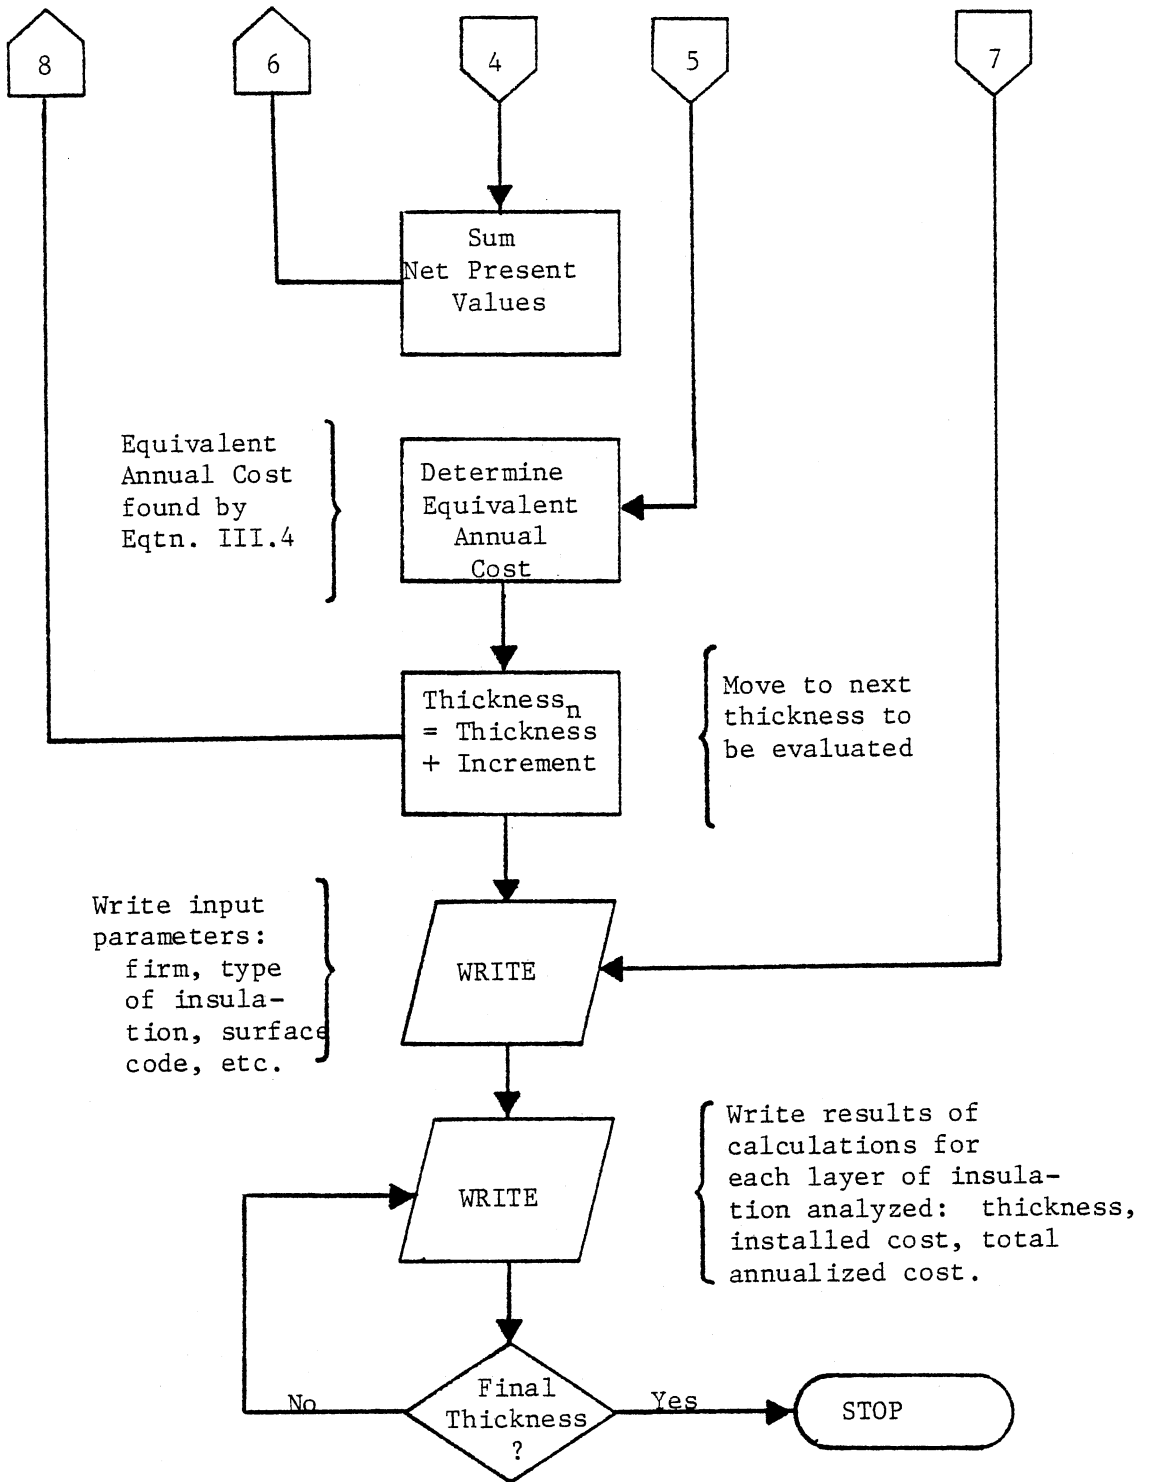 8
6
4
5
7
Sum
Net Present
Values
Equivalent
Annual Cost
found by
Eqtn. III.4
Determine
Equivalent
Annual
Cost
Thicknessn
= Thickness
+ Increment
Move to next
thickness to
be evaluated
Write input
parameters:
firm, type
of insula-
tion, surface
code, etc.
WRITE
WRITE
Write results of
calculations for
each layer of insula-
tion analyzed: thickness,
installed cost, total
annualized cost.
No
Final
Thickness
?
Yes
STOP